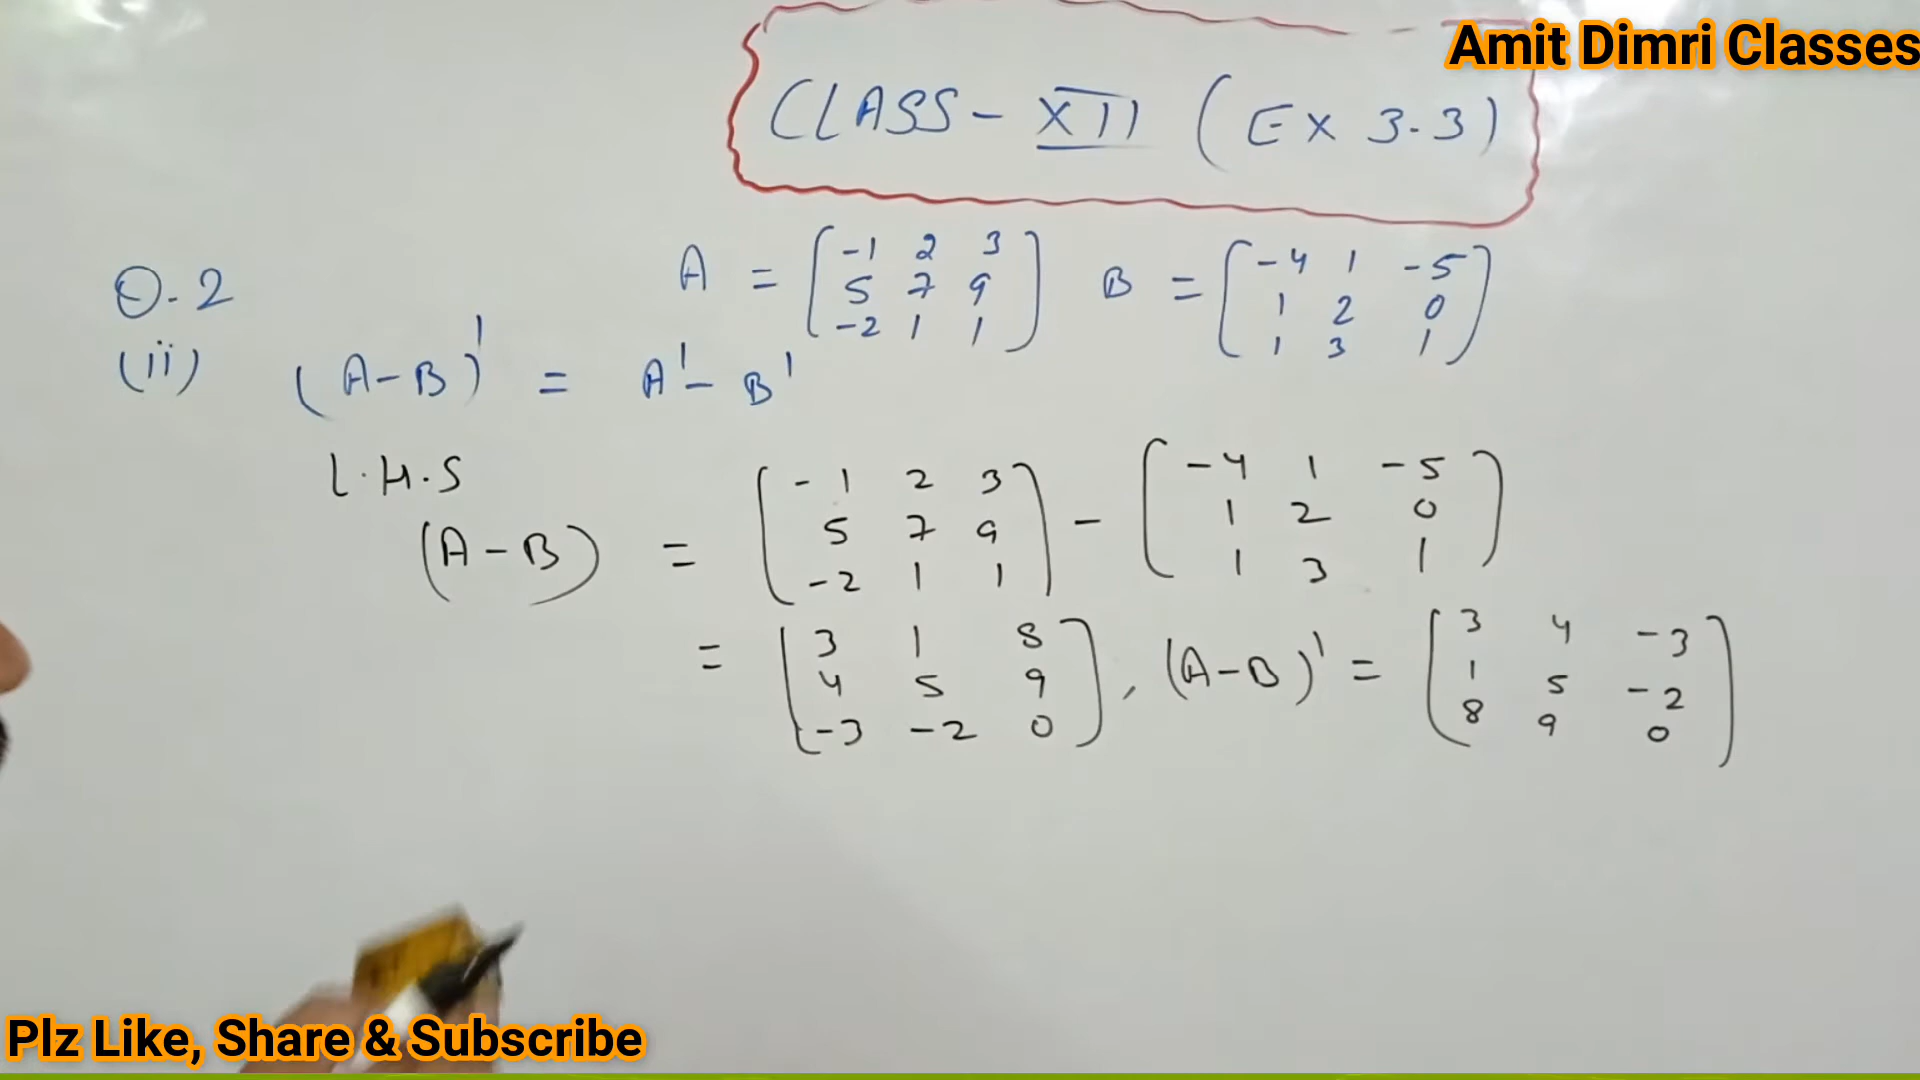 Amit Dimri Classes
CLASS - XII (EX 3.3)
Q.2 A = [-1 2 3 B = [-4 1 -5
5 7 9 1 2 0
-2 1 1] 1 3 1]
(ii) (A-B)' = A'- B'
L.H.S
(A-B) = [-1 2 3 - [-4 1 -5
5 7 9 1 2 0
-2 1 1] 1 3 1]
= [3 1 8 , (A-B)' = [3 4 -3
4 5 9 1 5 -2
-3 -2 0] 8 9 0]
Plz Like, Share & Subscribe